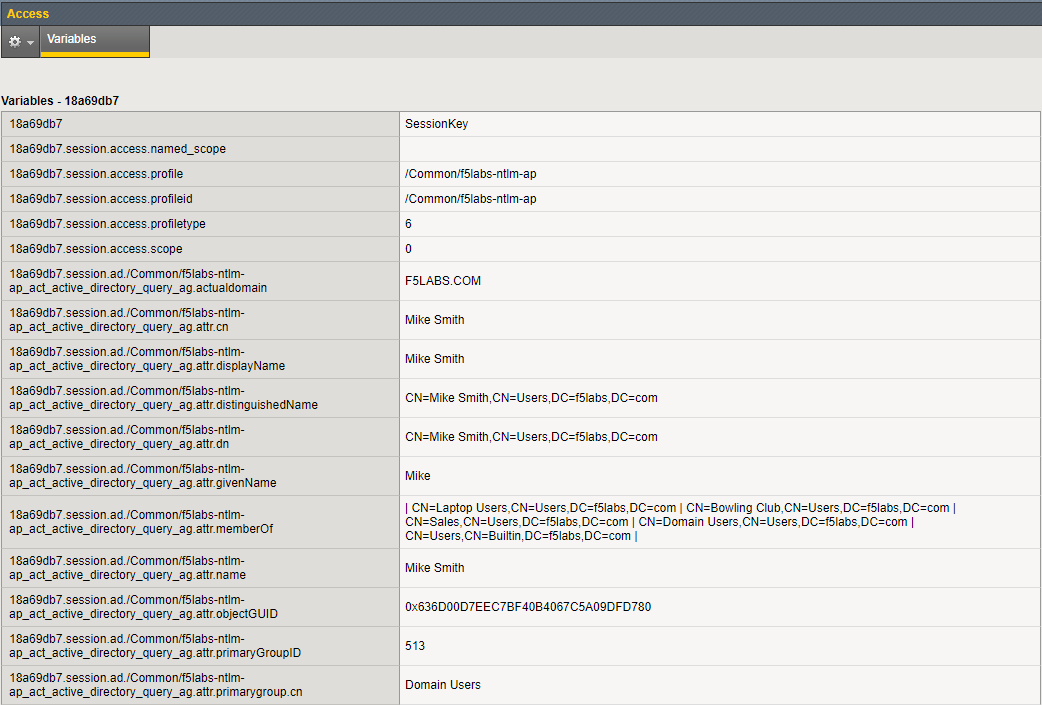 Access
Variables
Variables - 18a69db7
18a69db7 SessionKey
18a69db7.session.access.named_scope
18a69db7.session.access.profile /Common/f5labs-ntlm-ap
18a69db7.session.access.profileid /Common/f5labs-ntlm-ap
18a69db7.session.access.profiletype 6
18a69db7.session.access.scope 0
18a69db7.session.ad./Common/f5labs-ntlm-
ap_act_active_directory_query_ag.actualdomain
F5LABS.COM
18a69db7.session.ad./Common/f5labs-ntlm-
ap_act_active_directory_query_ag.attr.cn
Mike Smith
18a69db7.session.ad./Common/f5labs-ntlm-
ap_act_active_directory_query_ag.attr.displayName
Mike Smith
18a69db7.session.ad./Common/f5labs-ntlm-
ap_act_active_directory_query_ag.attr.distinguishedName
CN=Mike Smith,CN=Users,DC=f5labs,DC=com
18a69db7.session.ad./Common/f5labs-ntlm-
ap_act_active_directory_query_ag.attr.dn
CN=Mike Smith,CN=Users,DC=f5labs,DC=com
18a69db7.session.ad./Common/f5labs-ntlm-
ap_act_active_directory_query_ag.attr.givenName
Mike
18a69db7.session.ad./Common/f5labs-ntlm-
ap_act_active_directory_query_ag.attr.memberOf
| CN=Laptop Users,CN=Users,DC=f5labs,DC=com | CN=Bowling Club,CN=Users,DC=f5labs,DC=com |
CN=Sales,CN=Users,DC=f5labs,DC=com | CN=Domain Users,CN=Users,DC=f5labs,DC=com |
CN=Users,CN=Builtin,DC=f5labs,DC=com |
18a69db7.session.ad./Common/f5labs-ntlm-
ap_act_active_directory_query_ag.attr.name
Mike Smith
18a69db7.session.ad./Common/f5labs-ntlm-
ap_act_active_directory_query_ag.attr.objectGUID
0x636D00D7EEC7BF40B4067C5A09DFD780
18a69db7.session.ad./Common/f5labs-ntlm-
ap_act_active_directory_query_ag.attr.primaryGroupID
513
18a69db7.session.ad./Common/f5labs-ntlm-
ap_act_active_directory_query_ag.attr.primarygroup.cn
Domain Users